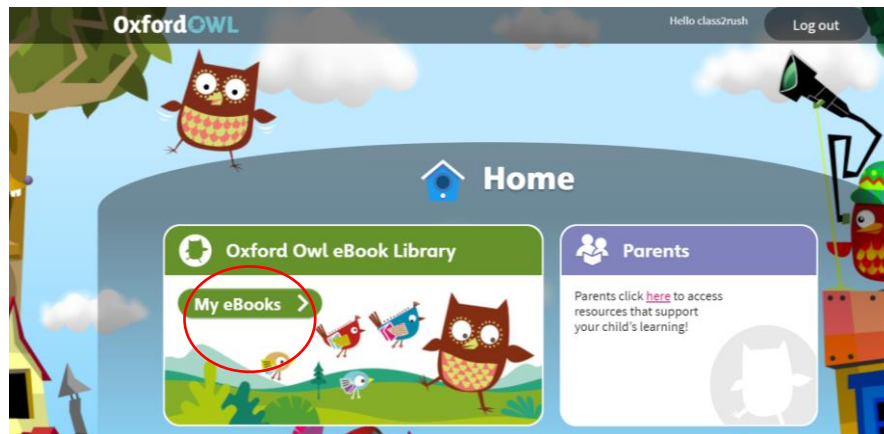 OxfordOWL
Hello class2rush
Log out
Home
Oxford Owl eBook Library
My eBooks
Parents
Parents click here to access
resources that support
your child's learning!